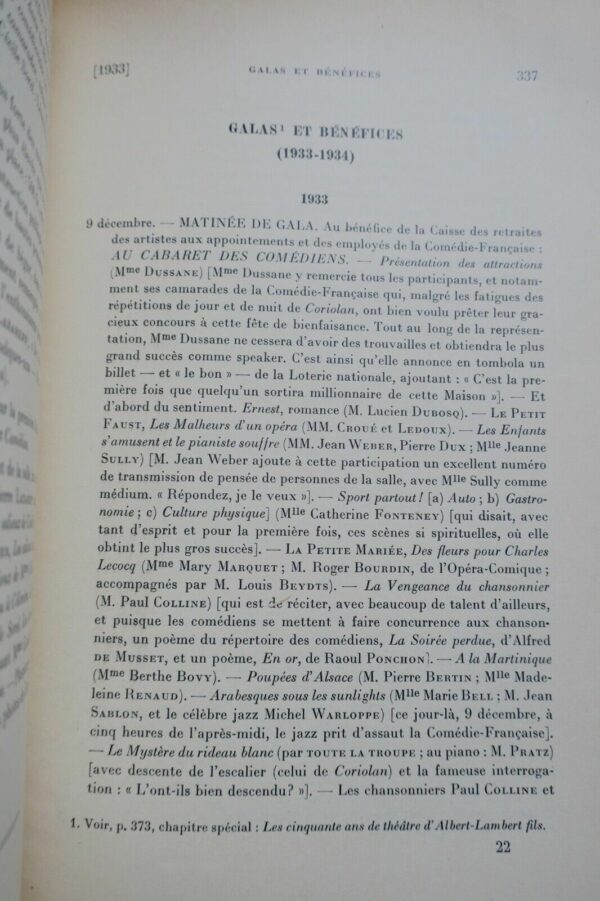 [1933]
GALAS ET BÉNÉFICES
337
GALAS¹ ET BÉNÉFICES
(1933-1934)
1933
9 décembre. — MATINÉE DE GALA. Au bénéfice de la Caisse des retraites
des artistes aux appointements et des employés de la Comédie-Française :
AU CABARET DES COMÉDIENS. — Présentation des attractions
(Mme DUSSANE) [Mme Dussane y remercie tous les participants, et notam-
ment ses camarades de la Comédie-Française qui, malgré les fatigues des
répétitions de jour et de nuit de Coriolan, ont bien voulu prêter leur gra-
cieux concours à cette fête de bienfaisance. Tout au long de la représen-
tation, Mme Dussane ne cessera d'avoir des trouvailles et obtiendra le plus
grand succès comme speaker. C'est ainsi qu'elle annonce en tombola un
billet — et « le bon » — de la Loterie nationale, ajoutant : « C'est la pre-
mière fois que quelqu'un sortira millionnaire de cette Maison »]. — Et
d'abord du sentiment. Ernest, romance (M. Lucien DUBOSQ). — LE PETIT
FAUST, Les Malheurs d'un opéra (MM. CROUÉ et LEDOUX). — Les Enfants
s'amusent et le pianiste souffre (MM. Jean WEBER, Pierre DUX ; Mlle Jeanne
SULLY) [M. Jean Weber ajoute à cette participation un excellent numéro
de transmission de pensée de personnes de la salle, avec Mlle Sully comme
médium. « Répondez, je le veux »]. — Sport partout! [a) Auto ; b) Gastro-
nomie ; c) Culture physique] (Mlle Catherine FONTENEY) [qui disait, avec
tant d'esprit et pour la première fois, ces scènes si spirituelles, où elle
obtint le plus gros succès]. — LA PETITE MARIÉE, Des fleurs pour Charles
Lecocq (Mme Mary MARQUET ; M. Roger BOURDIN, de l'Opéra-Comique ;
accompagnés par M. Louis BEYDTS). — La Vengeance du chansonnier
(M. Paul COLLINE) [qui est de réciter, avec beaucoup de talent d'ailleurs,
et puisque les comédiens se mettent à faire concurrence aux chanson-
niers, un poème du répertoire des comédiens, La Soirée perdue, d'Alfred
DE MUSSET, et un poème, En or, de Raoul PONCHON]. — A la Martinique
(Mme Berthe BOVY). — Poupées d'Alsace (M. Pierre BERTIN ; Mlle Made-
leine RENAUD). — Arabesques sous les sunlights (Mlle Marie BELL ; M. Jean
SABLON, et le célèbre jazz Michel WARLOPPE) [ce jour-là, 9 décembre, à
cinq heures de l'après-midi, le jazz prit d'assaut la Comédie-Française].
— Le Mystère du rideau blanc (par TOUTE LA TROUPE ; au piano : M. PRATZ)
[avec descente de l'escalier (celui de Coriolan) et la fameuse interroga-
tion : « L'ont-ils bien descendu? »]. — Les chansonniers Paul COLLINE et
1. Voir, p. 373, chapitre spécial : Les cinquante ans de théâtre d'Albert-Lambert fils.
22